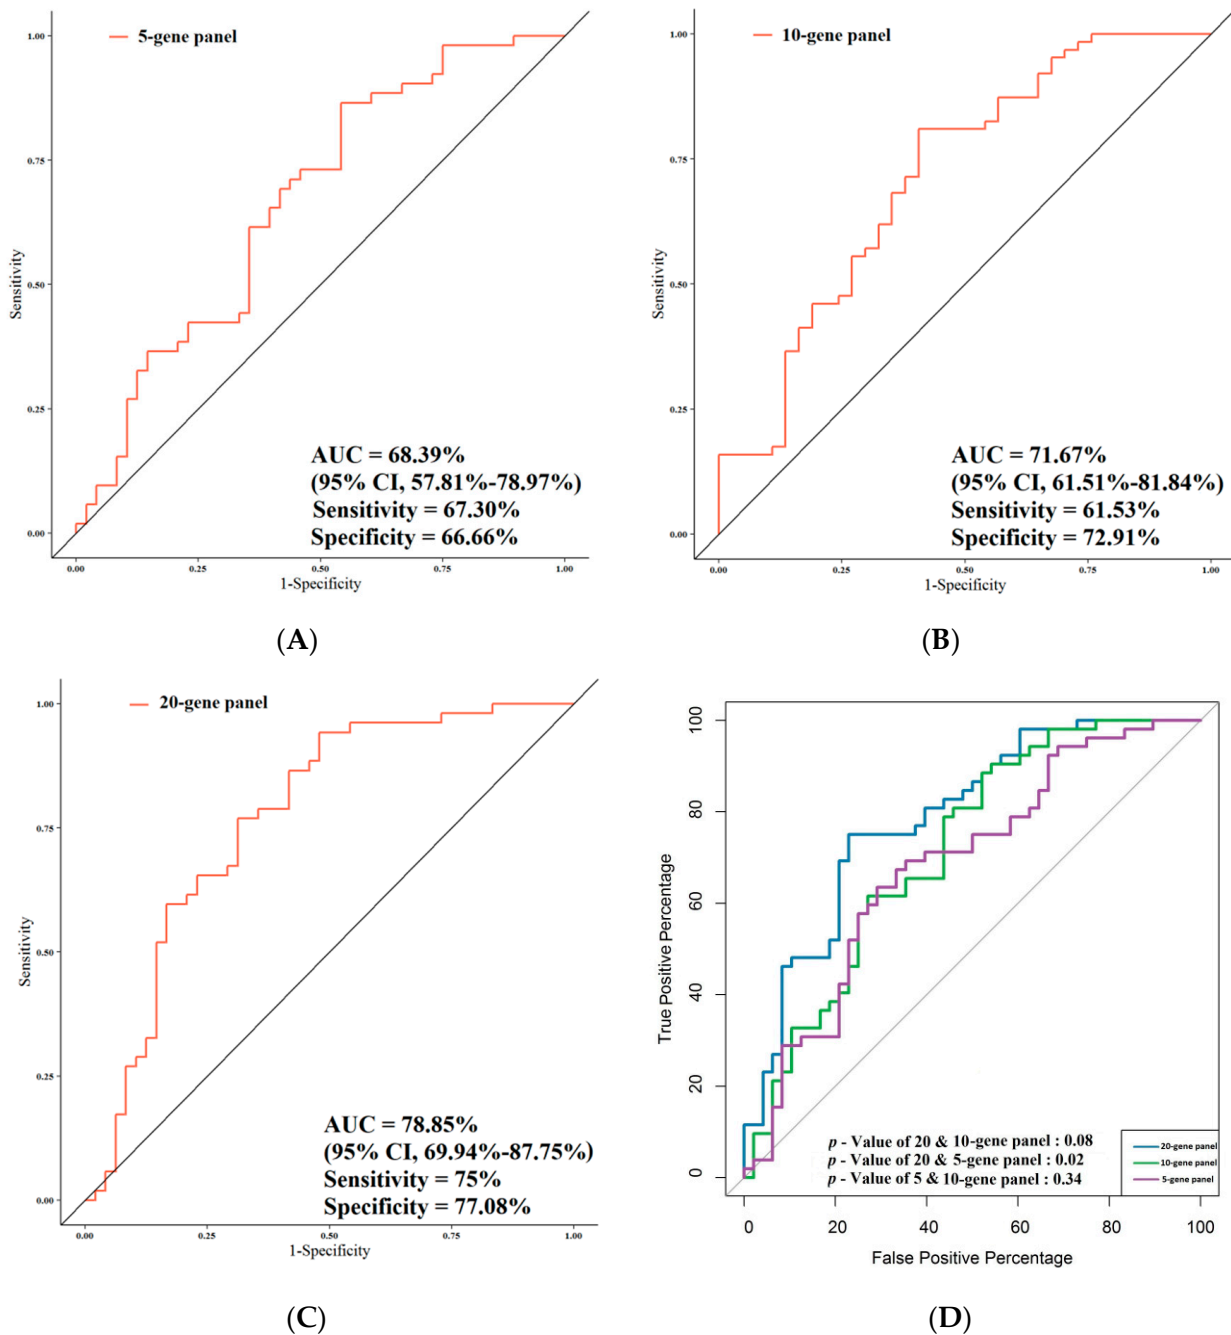 5-gene panel
1.00
0.75
0.50
0.25
0.00
Sensitivity
AUC = 68.39%
(95% CI, 57.81%-78.97%)
Sensitivity = 67.30%
Specificity = 66.66%
0.00 0.25 0.50 0.75 1.00
1-Specificity
(A)
10-gene panel
1.00
0.75
0.50
0.25
0.00
Sensitivity
AUC = 71.67%
(95% CI, 61.51%-81.84%)
Sensitivity = 61.53%
Specificity = 72.91%
0.00 0.25 0.50 0.75 1.00
1-Specificity
(B)
20-gene panel
1.00
0.75
0.50
0.25
0.00
Sensitivity
AUC = 78.85%
(95% CI, 69.94%-87.75%)
Sensitivity = 75%
Specificity = 77.08%
0.00 0.25 0.50 0.75 1.00
1-Specificity
(C)
100
80
60
40
20
0
True Positive Percentage
p - Value of 20 & 10-gene panel : 0.08
p - Value of 20 & 5-gene panel : 0.02
p - Value of 5 & 10-gene panel : 0.34
20-gene panel
10-gene panel
5-gene panel
0 20 40 60 80 100
False Positive Percentage
(D)